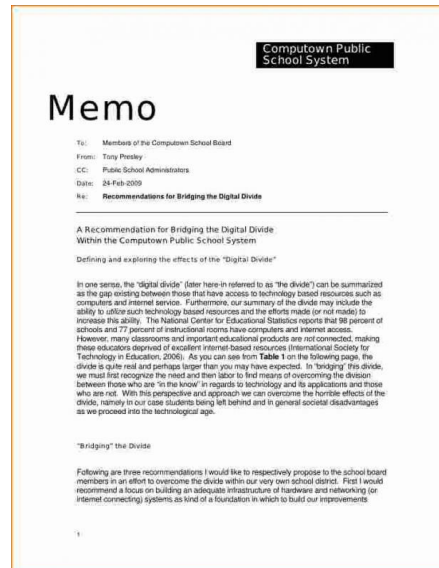 Computown Public
School System
Memo
To: Members of the Computown School Board
From: Tony Presley
CC: Public School Administrators
Date: 24-Feb-2009
Re: Recommendations for Bridging the Digital Divide
A Recommendation for Bridging the Digital Divide
Within the Computown Public School System
Defining and exploring the effects of the "Digital Divide"
In one sense, the "digital divide" (later here-in referred to as "the divide") can be summarized
as the gap existing between those that have access to technology based resources such as
computers and internet service. Furthermore, our summary of the divide may include the
ability to utilize such technology based resources and the efforts made (or not made) to
increase this ability. The National Center for Educational Statistics reports that 98 percent of
schools and 77 percent of instructional rooms have computers and internet access.
However, many classrooms and important educational products are not connected, making
these educators deprived of excellent internet-based resources (International Society for
Technology in Education, 2006). As you can see from Table 1 on the following page, the
divide is quite real and perhaps larger than you may have expected. In "bridging" this divide,
we must first recognize the need and then labor to find means of overcoming the division
between those who are "in the know" in regards to technology and its applications and those
who are not. With this perspective and approach we can overcome the horrible effects of the
divide, namely in our case students being left behind and in general societal disadvantages
as we proceed into the technological age.
"Bridging" the Divide
Following are three recommendations I would like to respectively propose to the school board
members in an effort to overcome the divide within our very own school district. First I would
recommend a focus on building an adequate infrastructure of hardware and networking (or
internet connecting) systems as kind of a foundation in which to build our improvements
1